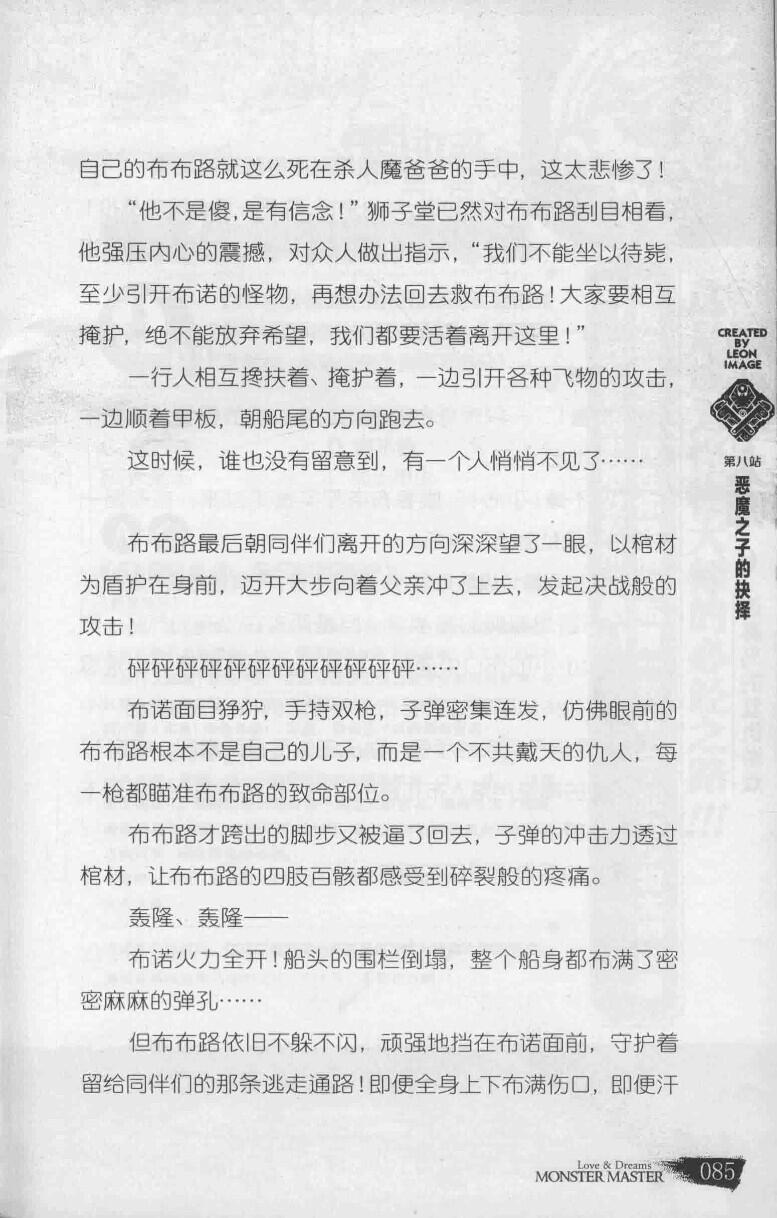 自己的布布路就这么死在杀人魔爸爸的手中，这太悲惨了！
“他不是傻，是有信念！”狮子堂已然对布布路刮目相看，
他强压内心的震撼，对众人做出指示，“我们不能坐以待毙，
至少引开布诺的怪物，再想办法回去救布布路！大家要相互
掩护，绝不能放弃希望，我们都要活着离开这里！”
一行人相互搀扶着、掩护着，一边引开各种飞物的攻击，
一边顺着甲板，朝船尾的方向跑去。
这时候，谁也没有留意到，有一个人悄悄不见了……
布布路最后朝同伴们离开的方向深深望了一眼，以棺材
为盾护在身前，迈开大步向着父亲冲了上去，发起决战般的
攻击！
砰砰砰砰砰砰砰砰砰砰砰砰……
布诺面目狰狞，手持双枪，子弹密集连发，仿佛眼前的
布布路根本不是自己的儿子，而是一个不共戴天的仇人，每
一枪都瞄准布布路的致命部位。
布布路才跨出的脚步又被逼了回去，子弹的冲击力透过
棺材，让布布路的四肢百骸都感受到碎裂般的疼痛。
轰隆、轰隆——
布诺火力全开！船头的围栏倒塌，整个船身都布满了密
密麻麻的弹孔……
但布布路依旧不躲不闪，顽强地挡在布诺面前，守护着
留给同伴们的那条逃走通路！即便全身上下布满伤口，即便汗
CREATED
BY
LEON
IMAGE
第八站
恶魔之子的抉择
Love & Dreams
MONSTER MASTER
085